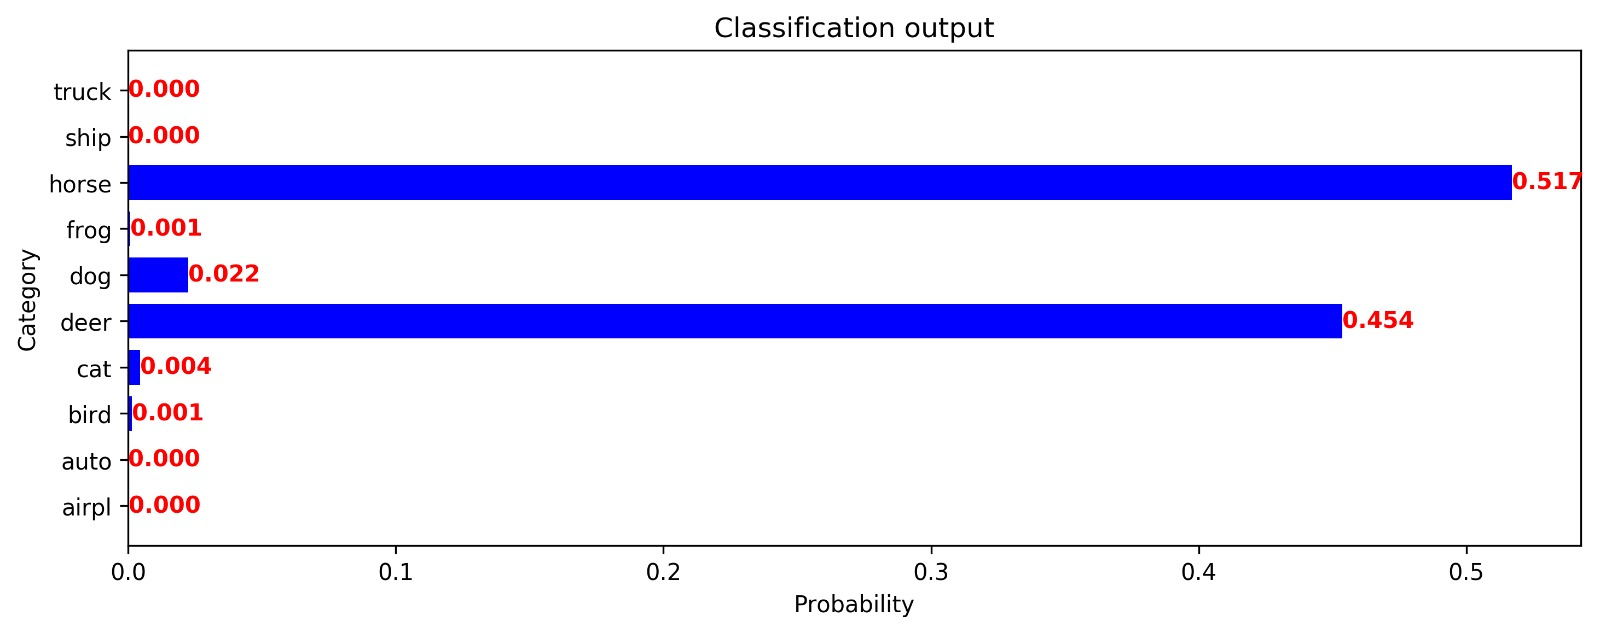 Classification output
truck 0.000
ship 0.000
horse 0.517
frog 0.001
dog 0.022
deer 0.454
cat 0.004
bird 0.001
auto 0.000
airpl 0.000
Category
0.0 0.1 0.2 0.3 0.4 0.5
Probability